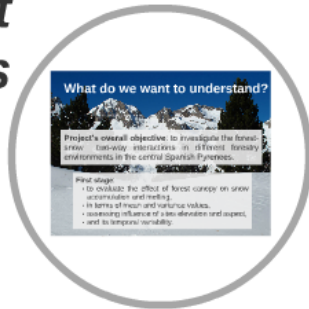 t
s
What do we want to understand?
Project's overall objective: to investigate the forest-
snow two-way interactions in different forestry
environments in the central Spanish Pyrenees.
First stage:
- to evaluate the effect of forest canopy on snow
accumulation and melting,
- in terms of mean and variance values,
- assessing influence of sites elevation and aspect,
- and its temporal variability.